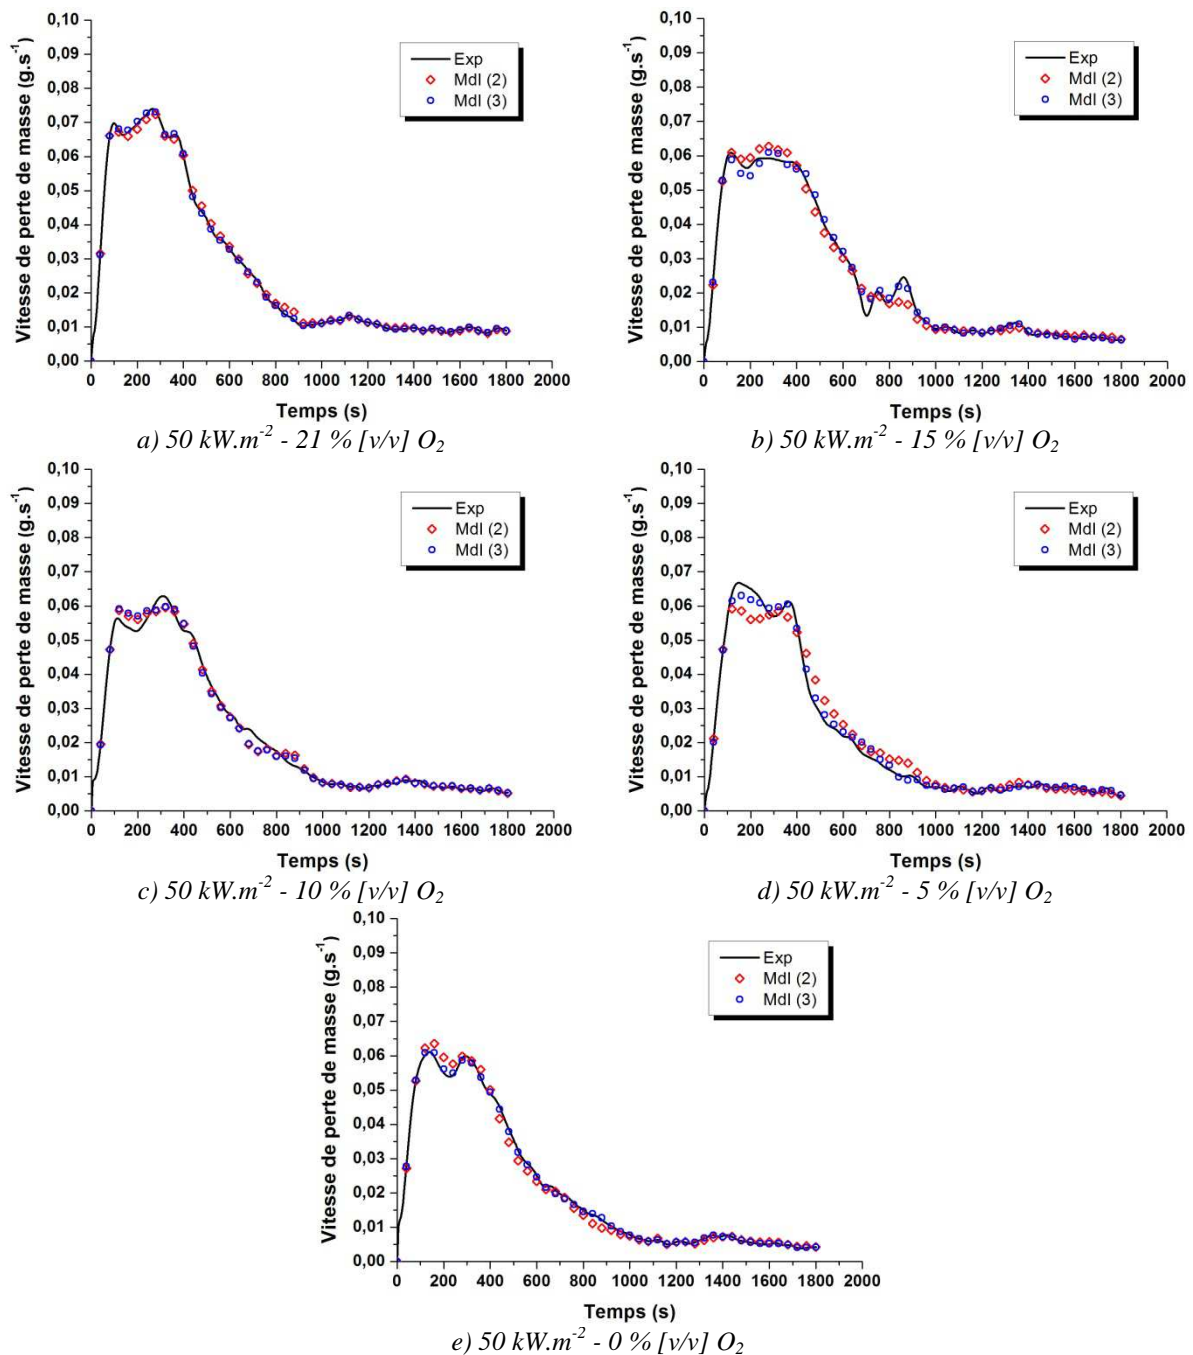 0,10
0,09
0,08
0,07
0,06
0,05
0,04
0,03
0,02
0,01
0,00
Vitesse de perte de masse (g.s⁻¹)
Exp
Mdl (2)
Mdl (3)
0 200 400 600 800 1000 1200 1400 1600 1800 2000
Temps (s)
a) 50 kW.m⁻² - 21 % [v/v] O₂
0,10
0,09
0,08
0,07
0,06
0,05
0,04
0,03
0,02
0,01
0,00
Vitesse de perte de masse (g.s⁻¹)
Exp
Mdl (2)
Mdl (3)
0 200 400 600 800 1000 1200 1400 1600 1800 2000
Temps (s)
b) 50 kW.m⁻² - 15 % [v/v] O₂
0,10
0,09
0,08
0,07
0,06
0,05
0,04
0,03
0,02
0,01
0,00
Vitesse de perte de masse (g.s⁻¹)
Exp
Mdl (2)
Mdl (3)
0 200 400 600 800 1000 1200 1400 1600 1800 2000
Temps (s)
c) 50 kW.m⁻² - 10 % [v/v] O₂
0,10
0,09
0,08
0,07
0,06
0,05
0,04
0,03
0,02
0,01
0,00
Vitesse de perte de masse (g.s⁻¹)
Exp
Mdl (2)
Mdl (3)
0 200 400 600 800 1000 1200 1400 1600 1800 2000
Temps (s)
d) 50 kW.m⁻² - 5 % [v/v] O₂
0,10
0,09
0,08
0,07
0,06
0,05
0,04
0,03
0,02
0,01
0,00
Vitesse de perte de masse (g.s⁻¹)
Exp
Mdl (2)
Mdl (3)
0 200 400 600 800 1000 1200 1400 1600 1800 2000
Temps (s)
e) 50 kW.m⁻² - 0 % [v/v] O₂